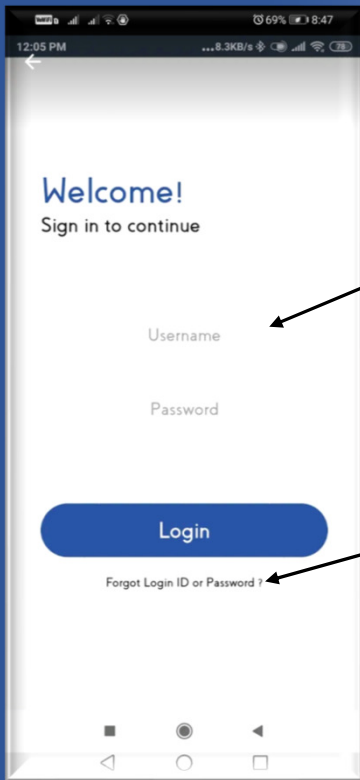 69% 8:47
12:05 PM ...8.3KB/s 78
Welcome!
Sign in to continue
Username
Password
Login
Forgot Login ID or Password ?